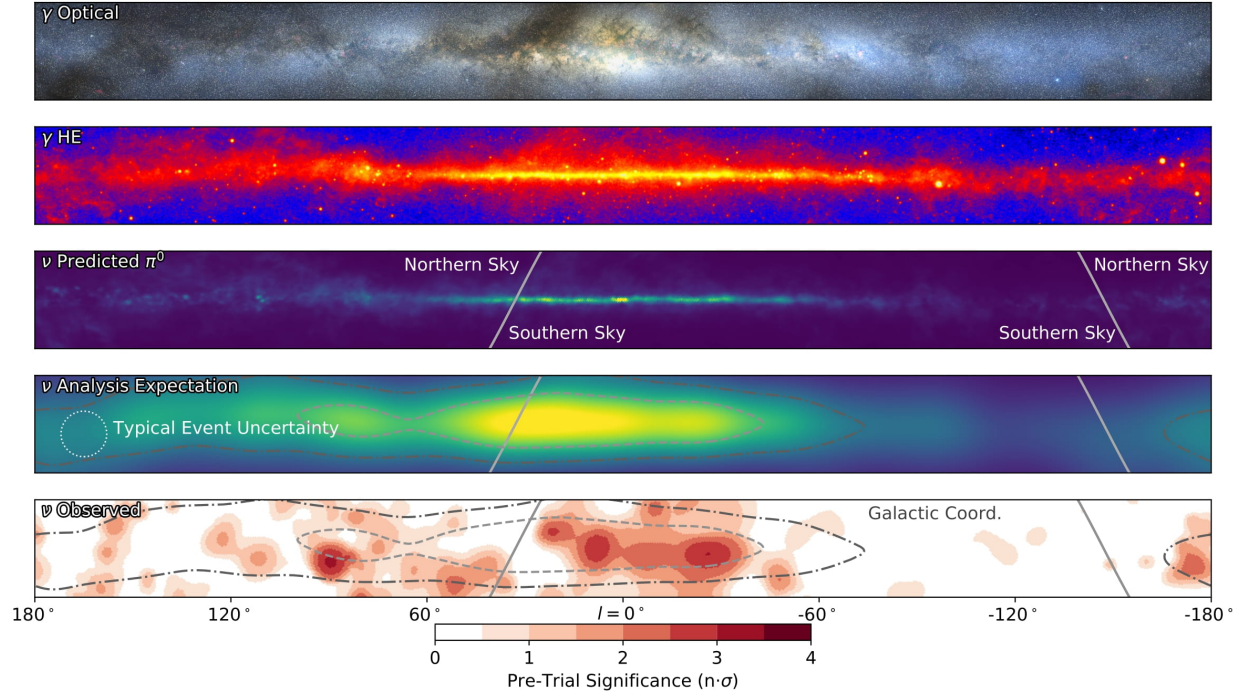 γ Optical
γ HE
ν Predicted π⁰
Northern Sky
Northern Sky
Southern Sky
Southern Sky
ν Analysis Expectation
Typical Event Uncertainty
ν Observed
Galactic Coord.
180 120° 60° l = 0° -60° -120° -180°
0 1 2 3 4
Pre-Trial Significance (n·σ)